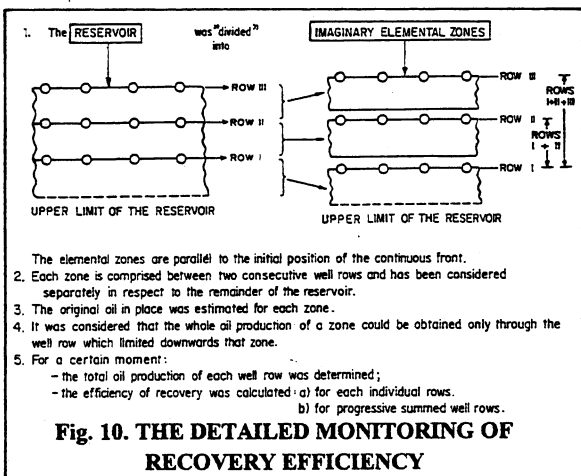 1. The RESERVOIR was "divided" into IMAGINARY ELEMENTAL ZONES
ROW III
ROW II
ROW I
UPPER LIMIT OF THE RESERVOIR
ROW III
ROW II
ROW I
ROWS I+II+III
ROWS I + II
UPPER LIMIT OF THE RESERVOIR
The elemental zones are parallel to the initial position of the continuous front.
2. Each zone is comprised between two consecutive well rows and has been considered
separately in respect to the remainder of the reservoir.
3. The original oil in place was estimated for each zone.
4. It was considered that the whole oil production of a zone could be obtained only through the
well row which limited downwards that zone.
5. For a certain moment:
- the total oil production of each well row was determined;
- the efficiency of recovery was calculated: a) for each individual rows.
b) for progressive summed well rows.
Fig. 10. THE DETAILED MONITORING OF
RECOVERY EFFICIENCY